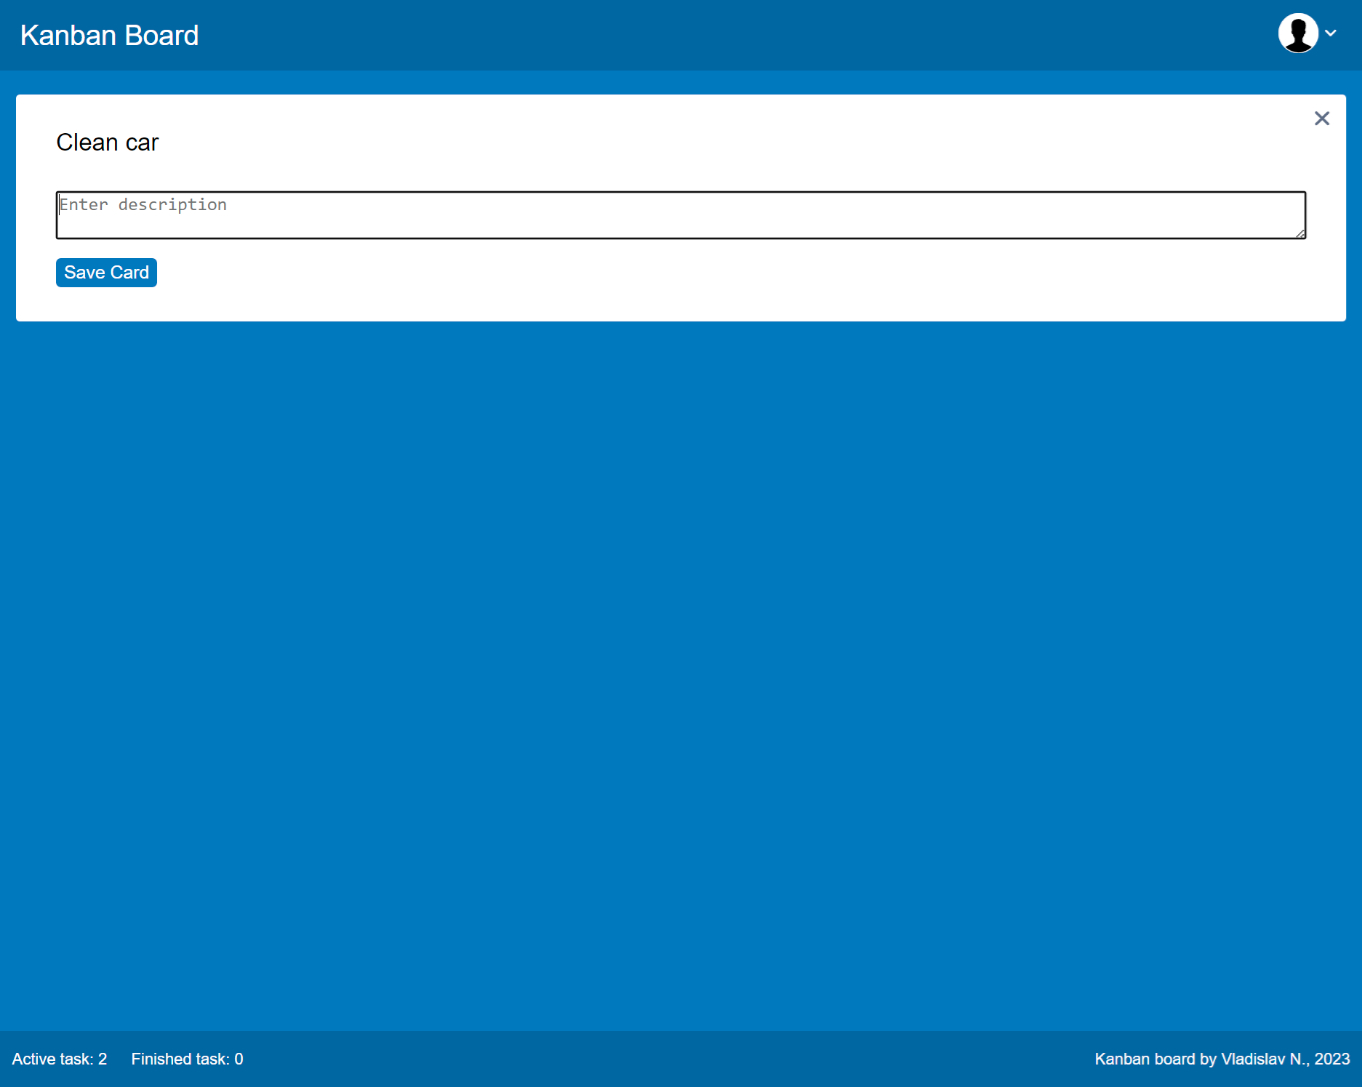 Kanban Board
Clean car
Enter description
Save Card
Active task: 2 Finished task: 0
Kanban board by Vladislav N., 2023